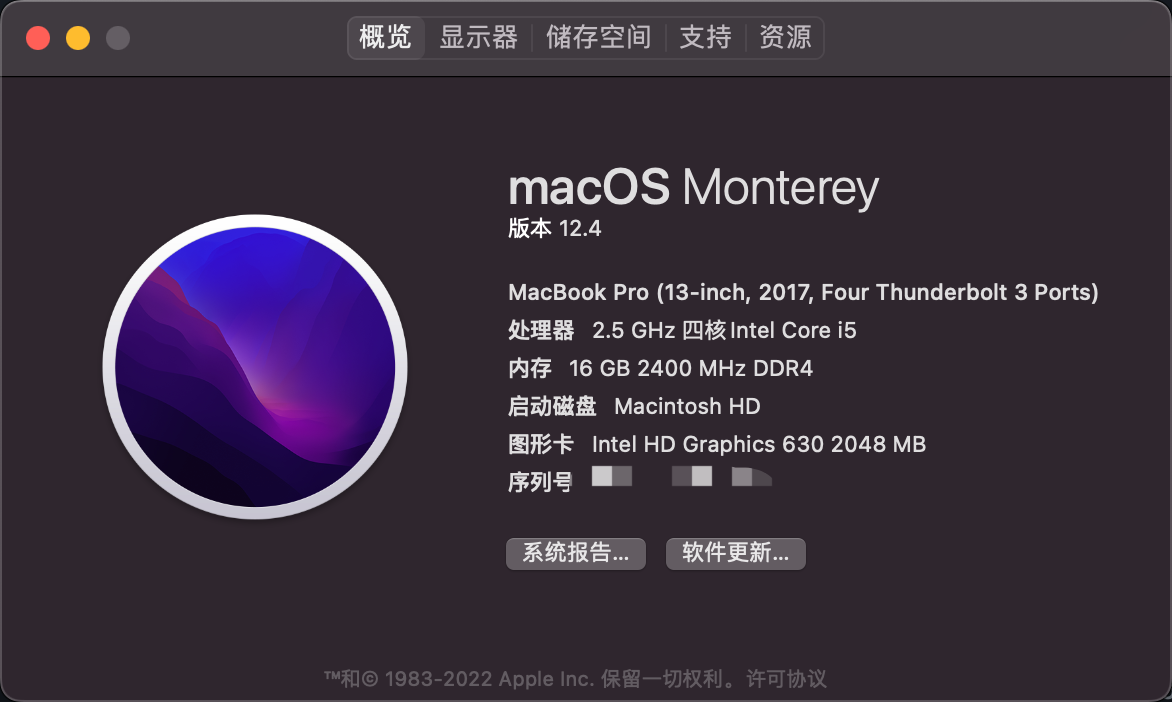 概览 显示器 储存空间 支持 资源
macOS Monterey
版本 12.4
MacBook Pro (13-inch, 2017, Four Thunderbolt 3 Ports)
处理器 2.5 GHz 四核Intel Core i5
内存 16 GB 2400 MHz DDR4
启动磁盘 Macintosh HD
图形卡 Intel HD Graphics 630 2048 MB
序列号
系统报告... 软件更新...
™和© 1983-2022 Apple Inc. 保留一切权利。许可协议